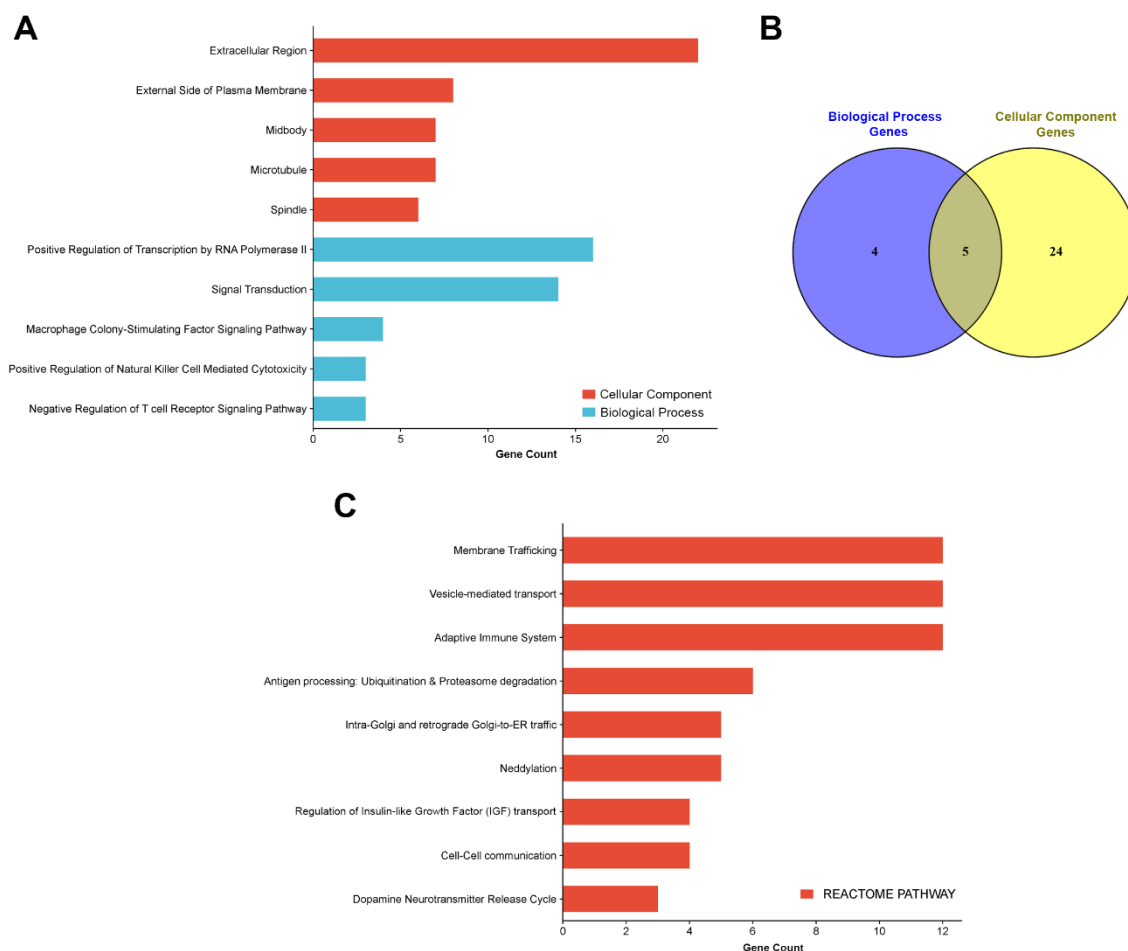 A
Extracellular Region
External Side of Plasma Membrane
Midbody
Microtubule
Spindle
Positive Regulation of Transcription by RNA Polymerase II
Signal Transduction
Macrophage Colony-Stimulating Factor Signaling Pathway
Positive Regulation of Natural Killer Cell Mediated Cytotoxicity
Negative Regulation of T cell Receptor Signaling Pathway
Cellular Component
Biological Process
0 5 10 15 20
Gene Count
B
Biological Process
Genes
Cellular Component
Genes
4 5 24
C
Membrane Trafficking
Vesicle-mediated transport
Adaptive Immune System
Antigen processing: Ubiquitination & Proteasome degradation
Intra-Golgi and retrograde Golgi-to-ER traffic
Neddylation
Regulation of Insulin-like Growth Factor (IGF) transport
Cell-Cell communication
Dopamine Neurotransmitter Release Cycle
REACTOME PATHWAY
0 2 4 6 8 10 12
Gene Count